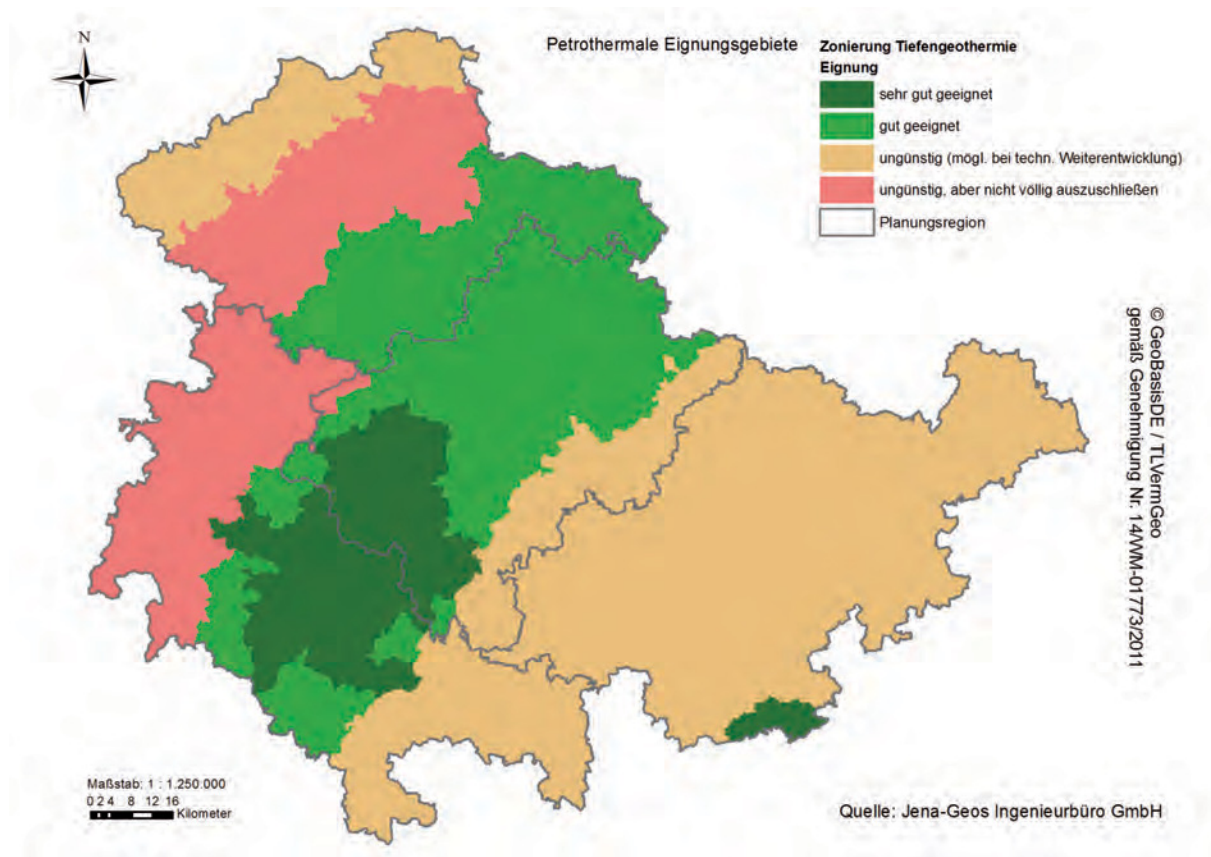 N
Petrothermale Eignungsgebiete
Zonierung Tiefengeothermie
Eignung
sehr gut geeignet
gut geeignet
ungünstig (mögl. bei techn. Weiterentwicklung)
ungünstig, aber nicht völlig auszuschließen
Planungsregion
© GeoBasisDE / TLVermGeo
gemäß Genehmigung Nr. 14/VM-01773/2011
Maßstab: 1 : 1.250.000
0 2 4 8 12 16
Kilometer
Quelle: Jena-Geos Ingenieurbüro GmbH